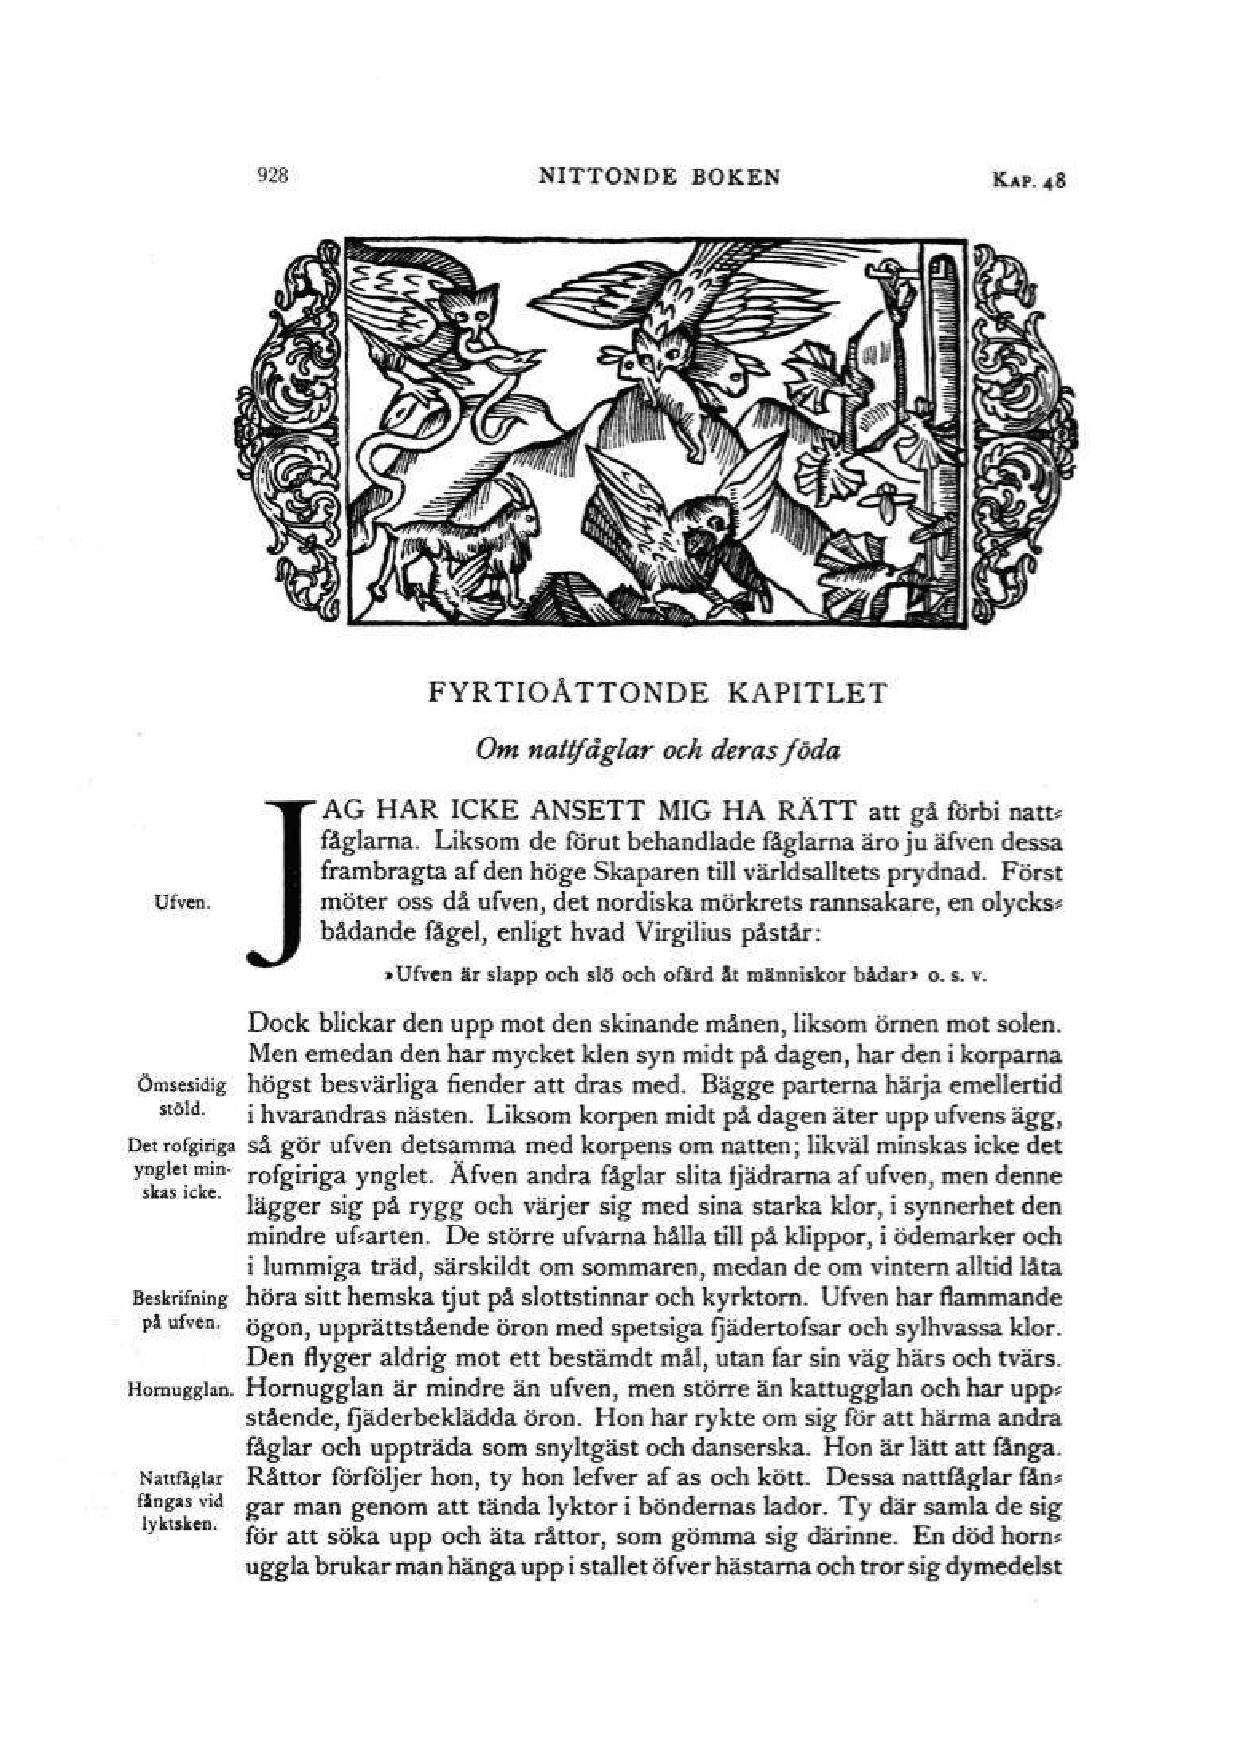 928 NITTONDE BOKEN KAP. 48
FYRTIOÅTTONDE KAPITLET
Om nattfåglar och deras föda
JAG HAR ICKE ANSETT MIG HA RÄTT att gå förbi natt-
fåglarna. Liksom de förut behandlade fåglarna äro ju äfven dessa
frambragta af den höge Skaparen till världsalltets prydnad. Först
Ufven.
möter oss då ufven, det nordiska mörkrets rannsakare, en olycks-
bådande fågel, enligt hvad Virgilius påstår:
»Ufven är slapp och slö och ofärd åt människor bådar» o. s. v.
Dock blickar den upp mot den skinande månen, liksom örnen mot solen.
Men emedan den har mycket klen syn midt på dagen, har den i korparna
Ömsesidig
stöld.
högst besvärliga fiender att dras med. Bägge parterna härja emellertid
i hvarandras nästen. Liksom korpen midt på dagen äter upp ufvens ägg,
Det rofgiriga
ynglet min-
skas icke.
så gör ufven detsamma med korpens om natten; likväl minskas icke det
rofgiriga ynglet. Äfven andra fåglar slita fjädrarna af ufven, men denne
lägger sig på rygg och värjer sig med sina starka klor, i synnerhet den
mindre uf-arten. De större ufvarna hålla till på klippor, i ödemarker och
i lummiga träd, särskildt om sommaren, medan de om vintern alltid låta
Beskrifning
på ufven.
höra sitt hemska tjut på slottstinnar och kyrktorn. Ufven har flammande
ögon, upprättstående öron med spetsiga fjädertofsar och sylhvassa klor.
Den flyger aldrig mot ett bestämdt mål, utan far sin väg härs och tvärs.
Hornugglan.
Hornugglan är mindre än ufven, men större än kattugglan och har upp-
stående, fjäderbeklädda öron. Hon har rykte om sig för att härma andra
fåglar och uppträda som snyltgäst och danserska. Hon är lätt att fånga.
Nattfåglar
fångas vid
lyktsken.
Råttor förföljer hon, ty hon lefver af as och kött. Dessa nattfåglar fån-
gar man genom att tända lyktor i böndernas lador. Ty där samla de sig
för att söka upp och äta råttor, som gömma sig därinne. En död horn-
uggla brukar man hänga upp i stallet öfver hästarna och tror sig dymedelst